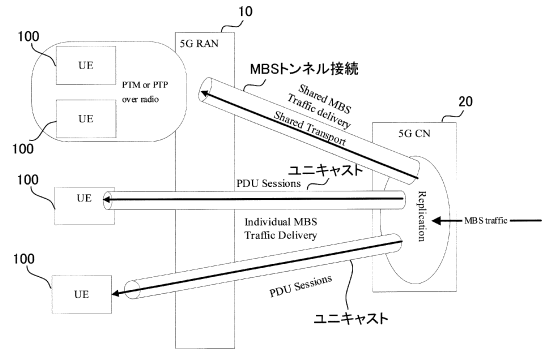 10
100
5G RAN
UE
PTM or PTP
over radio
UE
100
MBSトンネル接続
Shared MBS
Traffic delivery
Shared Transport
20
5G CN
100
UE
PDU Sessions
ユニキャスト
Replication
MBS traffic
Individual MBS
Traffic Delivery
100
UE
PDU Sessions
ユニキャスト